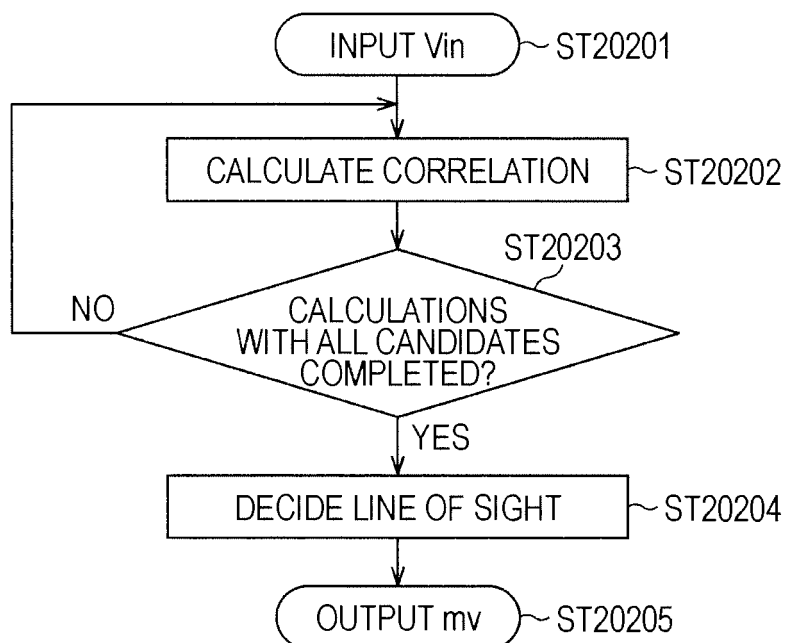 INPUT Vin
ST20201
CALCULATE CORRELATION
ST20202
ST20203
NO
CALCULATIONS
WITH ALL CANDIDATES
COMPLETED?
YES
DECIDE LINE OF SIGHT
ST20204
OUTPUT mv
ST20205